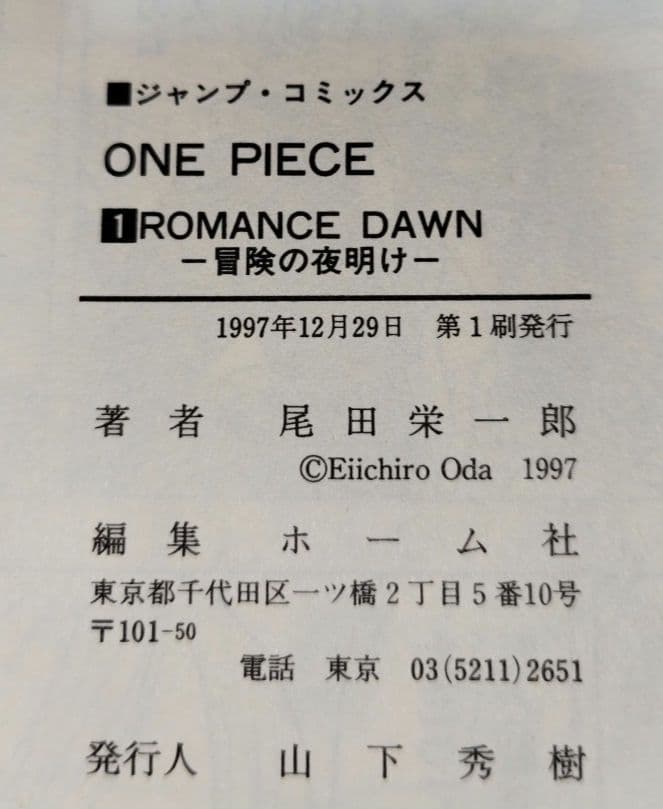 ■ジャンプ・コミックス
ONE PIECE
1ROMANCE DAWN
ー冒険の夜明けー
1997年12月29日　第1刷発行
著者　尾田栄一郎
©Eiichiro Oda 1997
編集　ホーム社
東京都千代田区一ツ橋2丁目5番10号
〒101-50
電話　東京　03(5211)2651
発行人　山下秀樹